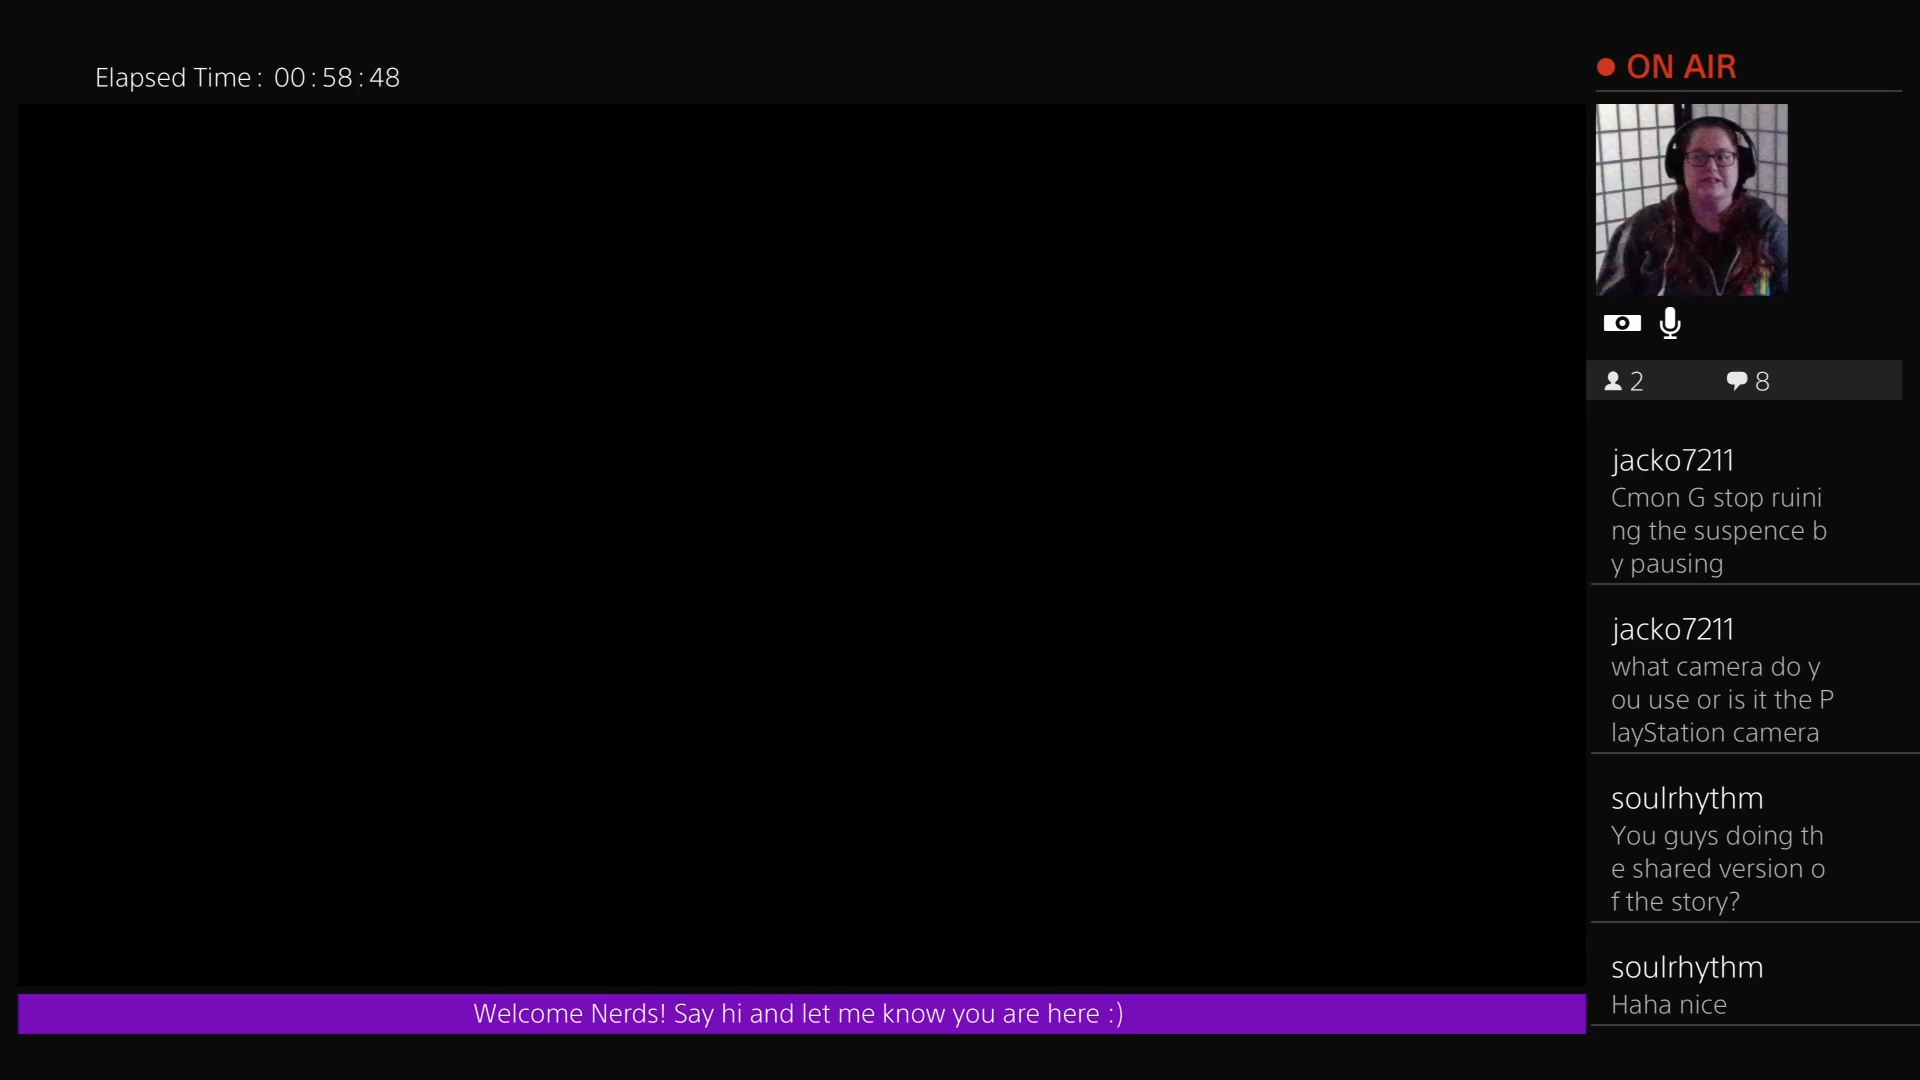 Elapsed Time: 00:58:48
ON AIR
2 8
jacko7211
Cmon G stop ruini
ng the suspence b
y pausing
jacko7211
what camera do y
ou use or is it the P
layStation camera
soulrhythm
You guys doing th
e shared version o
f the story?
soulrhythm
Haha nice
Welcome Nerds! Say hi and let me know you are here :)